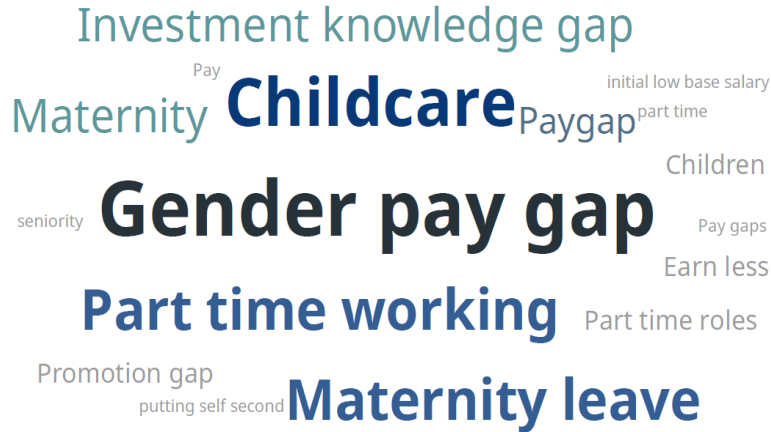 Investment knowledge gap
Pay
initial low base salary
Childcare
Maternity
Paygap
part time
Children
Gender pay gap
seniority
Pay gaps
Earn less
Part time working
Part time roles
Promotion gap
putting self second
Maternity leave